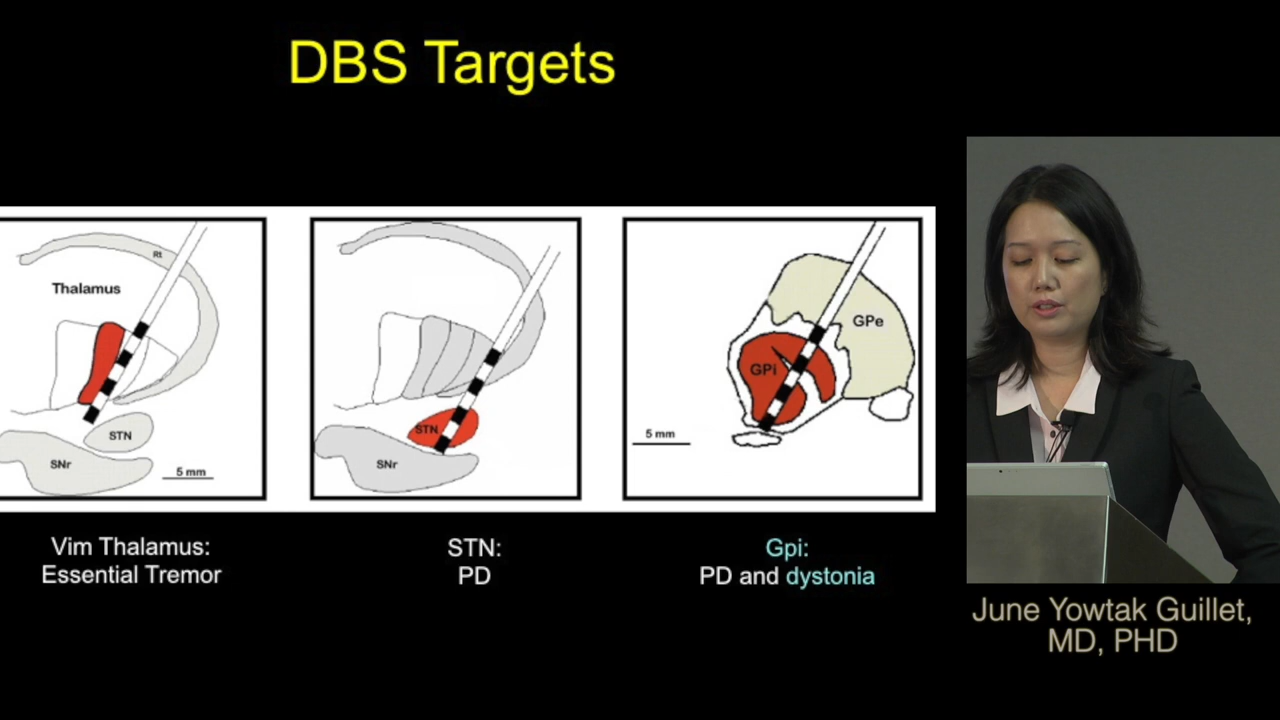 DBS Targets
Rt
Thalamus
STN
SNr
5 mm
STN
SNr
GPe
GPi
5 mm
Vim Thalamus:
Essential Tremor
STN:
PD
Gpi:
PD and dystonia
June Yowtak Guillet,
MD, PHD